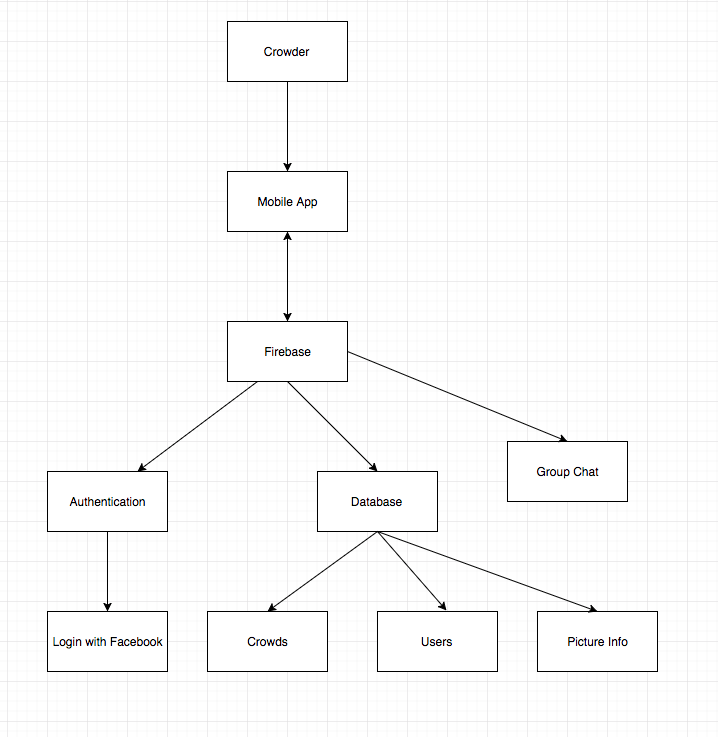 Crowder
Mobile App
Firebase
Group Chat
Authentication
Database
Login with Facebook
Crowds
Users
Picture Info